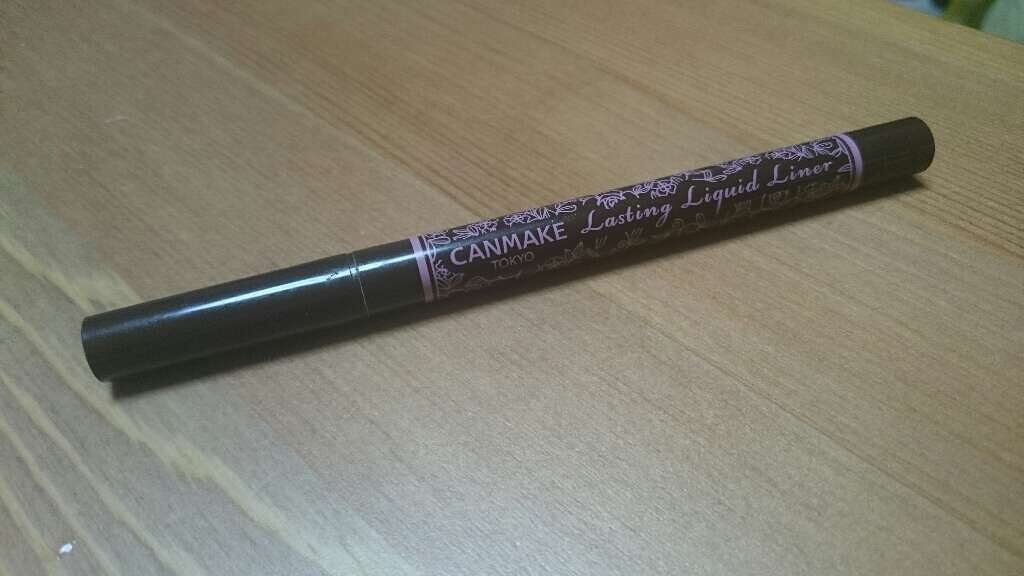 CANMAKE
TOKYO
Lasting Liquid Liner